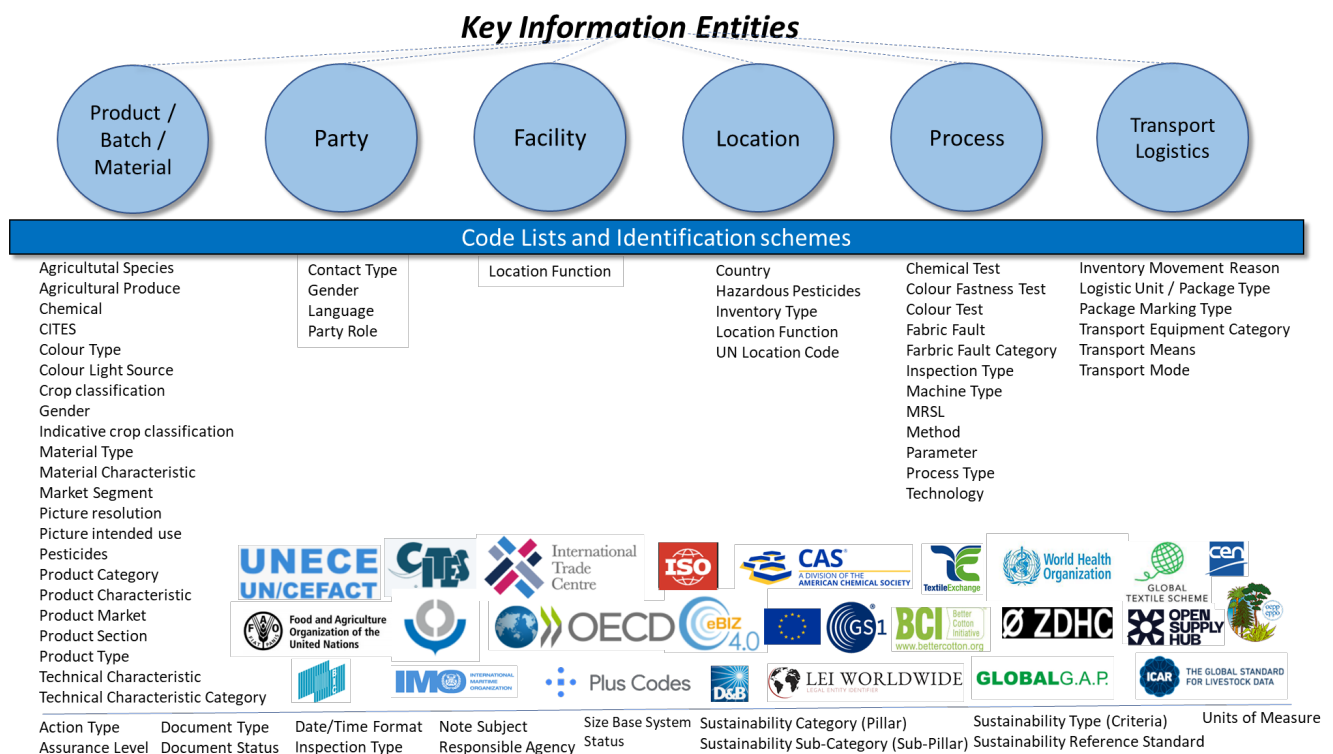 Key Information Entities
Product /
Batch /
Material
Party
Facility
Location
Process
Transport
Logistics
Code Lists and Identification schemes
Agricultutal Species
Agricultural Produce
Chemical
CITES
Colour Type
Colour Light Source
Crop classification
Gender
Indicative crop classification
Material Type
Material Characteristic
Market Segment
Picture resolution
Picture intended use
Pesticides
Product Category
Product Characteristic
Product Market
Product Section
Product Type
Technical Characteristic
Technical Characteristic Category
Contact Type
Gender
Language
Party Role
Location Function
Country
Hazardous Pesticides
Inventory Type
Location Function
UN Location Code
Chemical Test
Colour Fastness Test
Colour Test
Fabric Fault
Farbric Fault Category
Inspection Type
Machine Type
MRSL
Method
Parameter
Process Type
Technology
Inventory Movement Reason
Logistic Unit / Package Type
Package Marking Type
Transport Equipment Category
Transport Means
Transport Mode
UNECE
UN/CEFACT
CITES
International
Trade
Centre
ISO
CAS®
A DIVISION OF THE
AMERICAN CHEMICAL SOCIETY
TextileExchange
World Health
Organization
GLOBAL
TEXTILE SCHEME
cen
FAO
Food and Agriculture
Organization of the
United Nations
OECD
eBIZ
4.0
GS1®
BCI
Better
Cotton
Initiative
www.bettercotton.org
Ø ZDHC
OPEN
SUPPLY
HUB
oepp
eppo
IMO
INTERNATIONAL
MARITIME
ORGANIZATION
Plus Codes
D&B
LEI WORLDWIDE
LEGAL ENTITY IDENTIFIER
GLOBALG.A.P.
ICAR
THE GLOBAL STANDARD
FOR LIVESTOCK DATA
Action Type
Assurance Level
Document Type
Document Status
Date/Time Format
Inspection Type
Note Subject
Responsible Agency
Size Base System
Status
Sustainability Category (Pillar)
Sustainability Sub-Category (Sub-Pillar)
Sustainability Type (Criteria)
Sustainability Reference Standard
Units of Measure